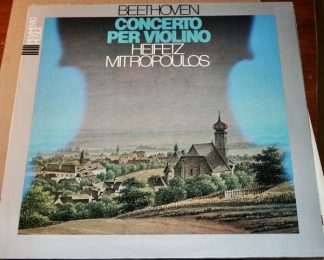 BEETHOVEN
CONCERTO
PER VIOLINO
HEIFETZ
MITROPOULOS